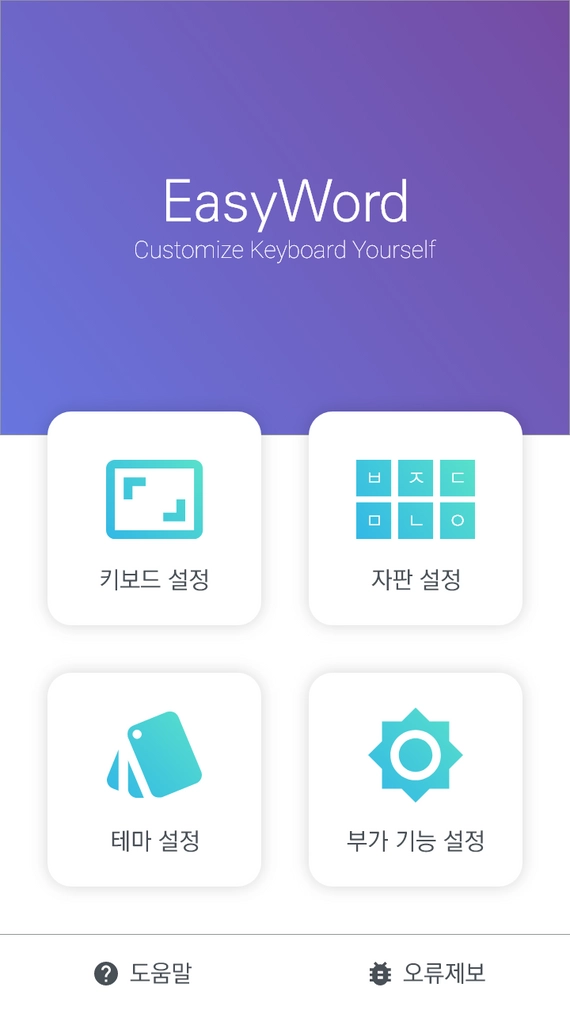 EasyWord
Customize Keyboard Yourself
ㅂ ㅈ ㄷ
ㅁ ㄴ ㅇ
키보드 설정
자판 설정
테마 설정
부가 기능 설정
? 도움말
오류제보